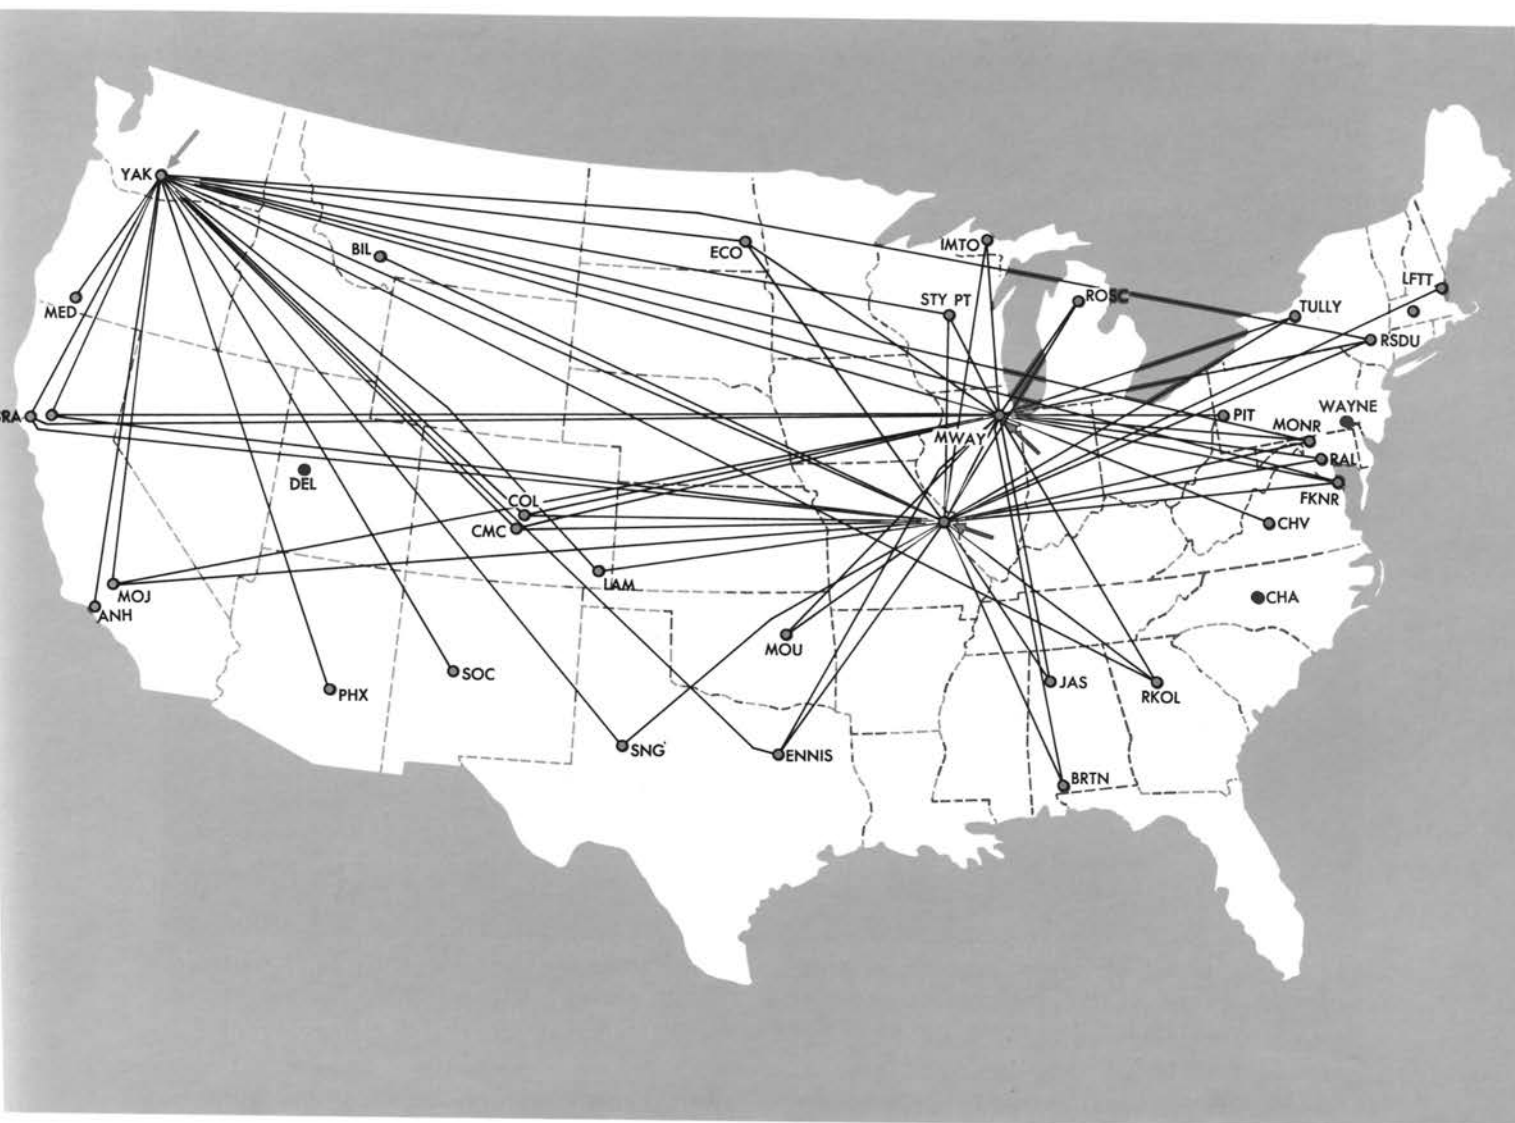 YAK
BIL
ECO
IMTO
LFTT
MED
STY PT
ROSC
TULLY
RSDU
PIT
WAYNE
MONR
MWAY
RAL
DEL
FKNR
COL
CMC
CHV
LAM
MOJ
ANH
CHA
MOU
SOC
JAS
RKOL
PHX
SNG
ENNIS
BRTN